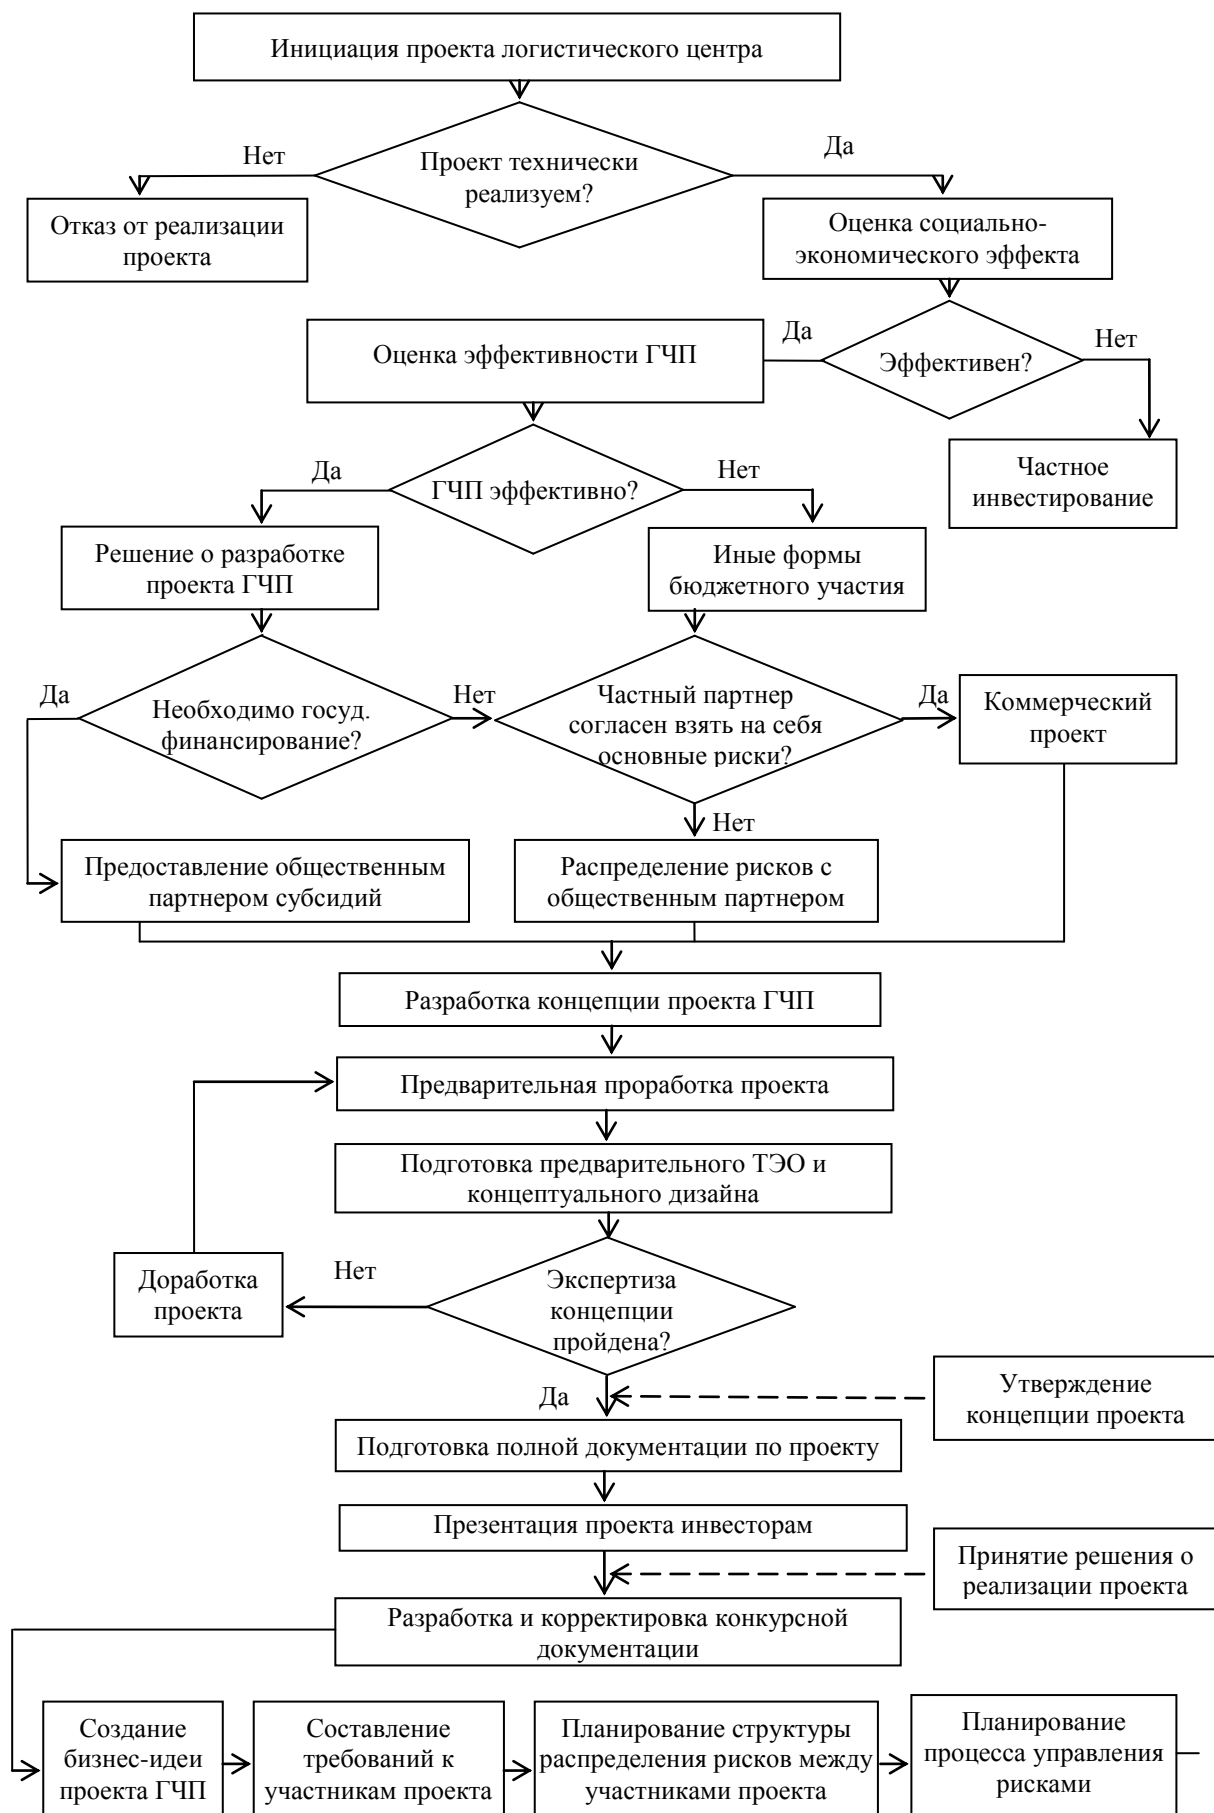 Инициация проекта логистического центра
Нет
Да
Проект технически
реализуем?
Отказ от реализации
проекта
Оценка социально-
экономического эффекта
Да
Оценка эффективности ГЧП
Эффективен?
Нет
Частное
инвестирование
Да
ГЧП эффективно?
Нет
Решение о разработке
проекта ГЧП
Иные формы
бюджетного участия
Да
Необходимо госуд.
финансирование?
Нет
Частный партнер
согласен взять на себя
основные риски?
Да
Коммерческий
проект
Нет
Предоставление общественным
партнером субсидий
Распределение рисков с
общественным партнером
Разработка концепции проекта ГЧП
Предварительная проработка проекта
Подготовка предварительного ТЭО и
концептуального дизайна
Доработка
проекта
Нет
Экспертиза
концепции
пройдена?
Да
Утверждение
концепции проекта
Подготовка полной документации по проекту
Презентация проекта инвесторам
Принятие решения о
реализации проекта
Разработка и корректировка конкурсной
документации
Создание
бизнес-идеи
проекта ГЧП
Составление
требований к
участникам проекта
Планирование структуры
распределения рисков между
участниками проекта
Планирование
процесса управления
рисками